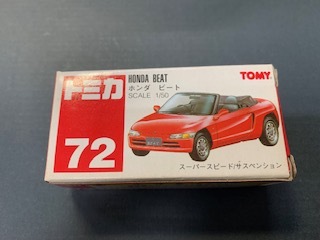 トミカ
HONDA BEAT
ホンダ ビート
SCALE 1/50
TOMY
72
スーパースピード/サスペンション